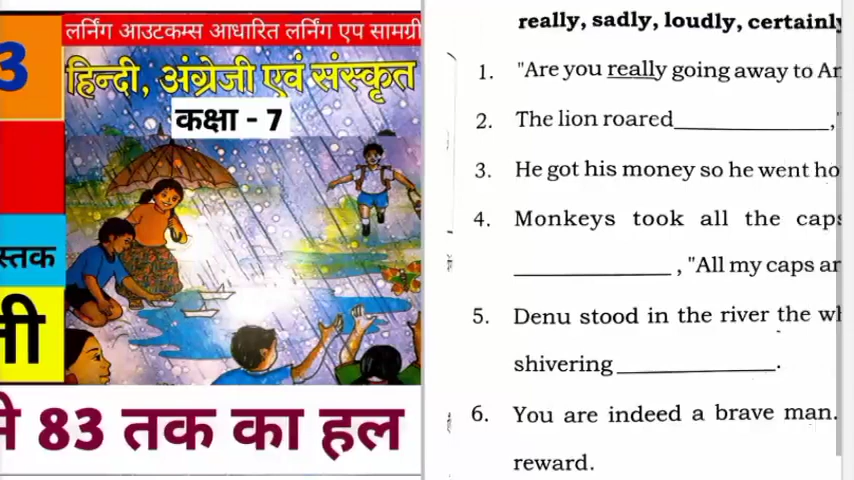 3
लर्निंग आउटकम्स आधारित लर्निंग एप सामग्री
हिन्दी, अंग्रेजी एवं संस्कृत
कक्षा - 7
83 तक का हल
really, sadly, loudly, certainly
1. "Are you really going away to
2. The lion roared____________,"
3. He got his money so he went
4. Monkeys took all the caps
____________ , "All my caps
5. Denu stood in the river the
shivering ____________.
6. You are indeed a brave man.
reward.